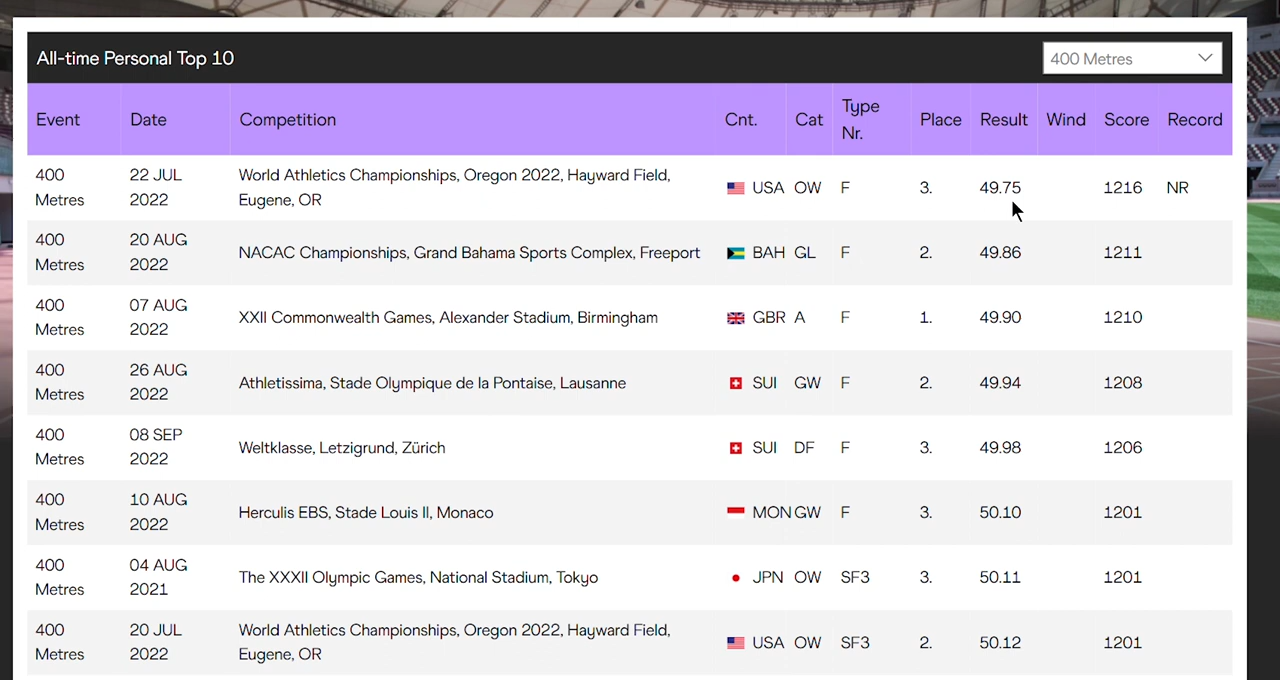 All-time Personal Top 10
400 Metres
Event Date Competition Cnt. Cat Type Nr. Place Result Wind Score Record
400 Metres 22 JUL 2022 World Athletics Championships, Oregon 2022, Hayward Field, Eugene, OR USA OW F 3. 49.75 1216 NR
400 Metres 20 AUG 2022 NACAC Championships, Grand Bahama Sports Complex, Freeport BAH GL F 2. 49.86 1211
400 Metres 07 AUG 2022 XXII Commonwealth Games, Alexander Stadium, Birmingham GBR A F 1. 49.90 1210
400 Metres 26 AUG 2022 Athletissima, Stade Olympique de la Pontaise, Lausanne SUI GW F 2. 49.94 1208
400 Metres 08 SEP 2022 Weltklasse, Letzigrund, Zürich SUI DF F 3. 49.98 1206
400 Metres 10 AUG 2022 Herculis EBS, Stade Louis II, Monaco MON GW F 3. 50.10 1201
400 Metres 04 AUG 2021 The XXXII Olympic Games, National Stadium, Tokyo JPN OW SF3 3. 50.11 1201
400 Metres 20 JUL 2022 World Athletics Championships, Oregon 2022, Hayward Field, Eugene, OR USA OW SF3 2. 50.12 1201